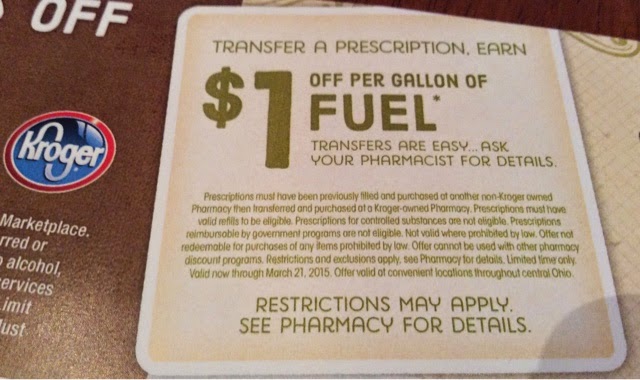 OFF
TRANSFER A PRESCRIPTION, EARN
$1 OFF PER GALLON OF
FUEL*
TRANSFERS ARE EASY... ASK
YOUR PHARMACIST FOR DETAILS.
Kroger
Prescriptions must have been previously filled and purchased at another non-Kroger owned
Pharmacy then transferred and purchased at a Kroger-owned Pharmacy. Prescriptions must have
valid refills to be eligible. Prescriptions for controlled substances are not eligible. Prescriptions
reimbursable by government programs are not eligible. Not valid where prohibited by law. Offer not
redeemable for purchases of any items prohibited by law. Offer cannot be used with other pharmacy
discount programs. Restrictions and exclusions apply, see Pharmacy for details. Limited time only.
Valid now through March 21, 2015. Offer valid at convenient locations throughout central Ohio.
RESTRICTIONS MAY APPLY.
SEE PHARMACY FOR DETAILS.
Marketplace.
rred or
alcohol,
ervices
imit
ust